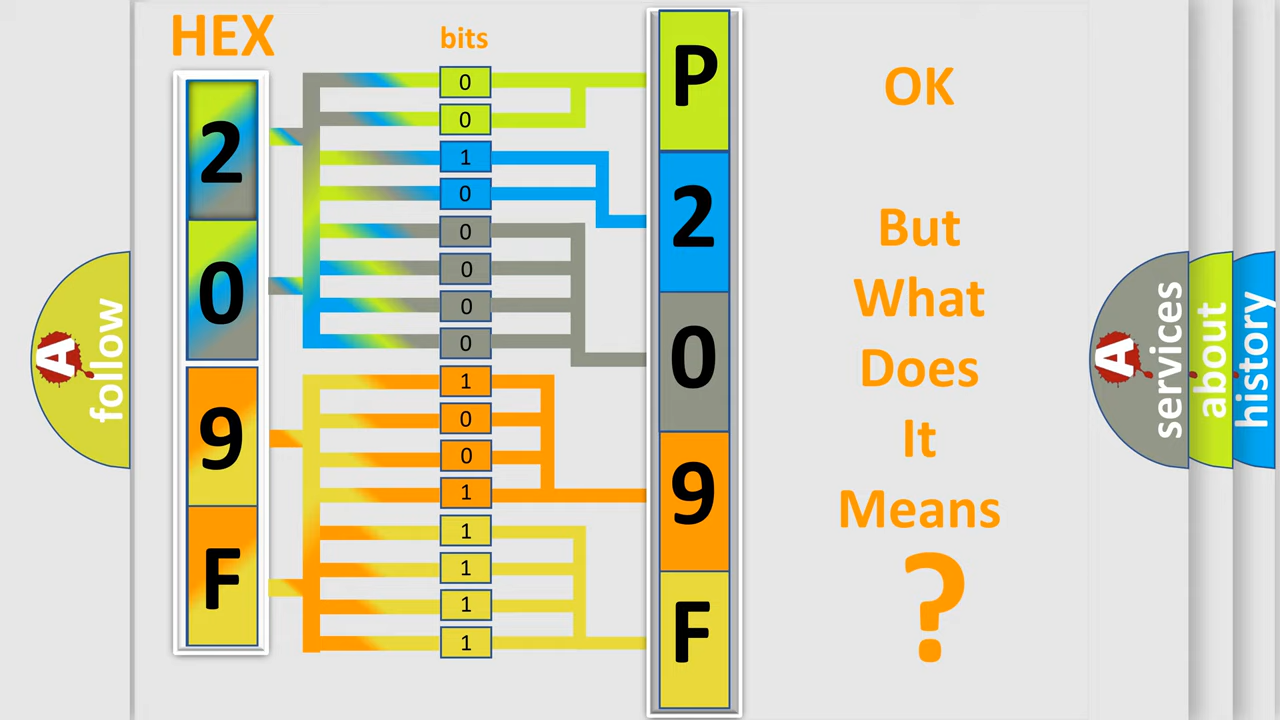 HEX
bits
2
0
9
F
0
0
1
0
0
0
0
0
1
0
0
1
1
1
1
1
P
2
0
9
F
OK
But
What
Does
It
Means
?
A
follow
A
services
about
history